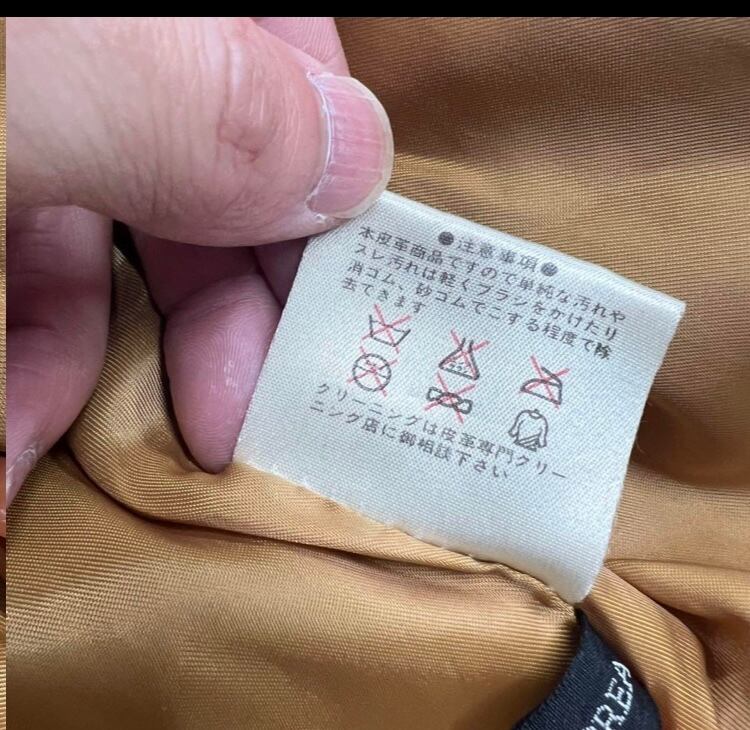 ●注意事項●
本皮革商品ですので単純な汚れや
スレ汚れは軽くブラシをかけたり
消ゴム、砂ゴムでこする程度で除
去できます
クリーニングは皮革専門クリー
ニング店に御相談下さい